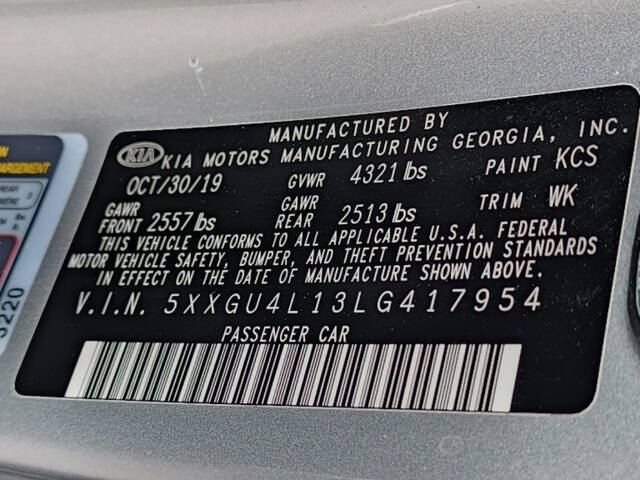 MANUFACTURED BY
KIA KIA MOTORS MANUFACTURING GEORGIA, INC.
OCT/30/19 GVWR 4321 lbs PAINT KCS
GAWR FRONT 2557 lbs GAWR REAR 2513 lbs TRIM WK
THIS VEHICLE CONFORMS TO ALL APPLICABLE U.S.A. FEDERAL
MOTOR VEHICLE SAFETY, BUMPER, AND THEFT PREVENTION STANDARDS
IN EFFECT ON THE DATE OF MANUFACTURE SHOWN ABOVE.
V.I.N. 5XXGU4L13LG417954
PASSENGER CAR
5220